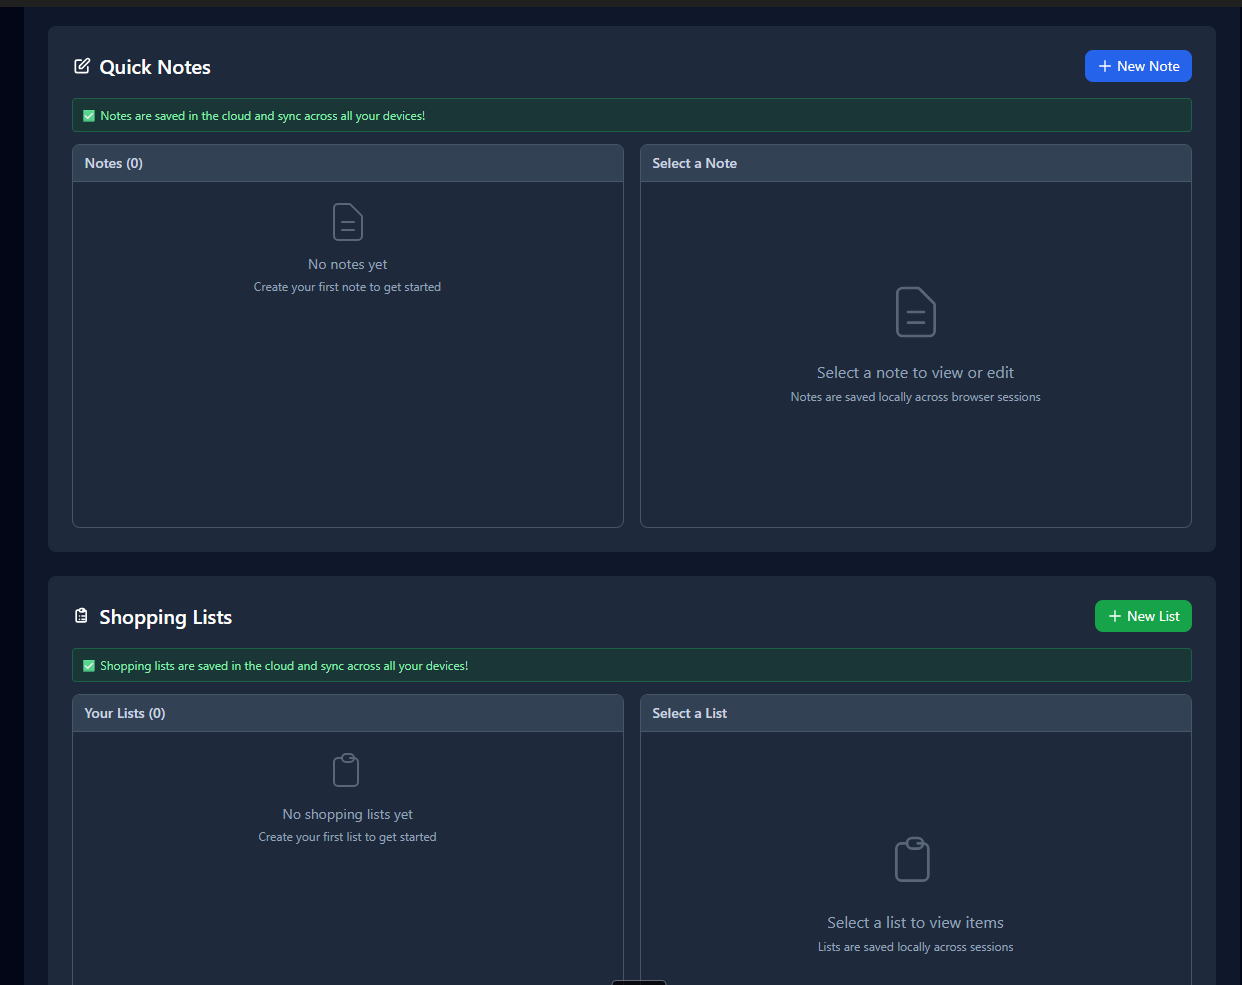 Quick Notes
+ New Note
✅ Notes are saved in the cloud and sync across all your devices!
Notes (0)
Select a Note
No notes yet
Create your first note to get started
Select a note to view or edit
Notes are saved locally across browser sessions
Shopping Lists
+ New List
✅ Shopping lists are saved in the cloud and sync across all your devices!
Your Lists (0)
Select a List
No shopping lists yet
Create your first list to get started
Select a list to view items
Lists are saved locally across sessions